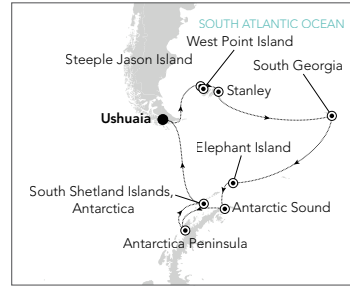 SOUTH ATLANTIC OCEAN
West Point Island
Steeple Jason Island
South Georgia
Stanley
Ushuaia
Elephant Island
South Shetland Islands,
Antarctica
Antarctic Sound
Antarctica Peninsula